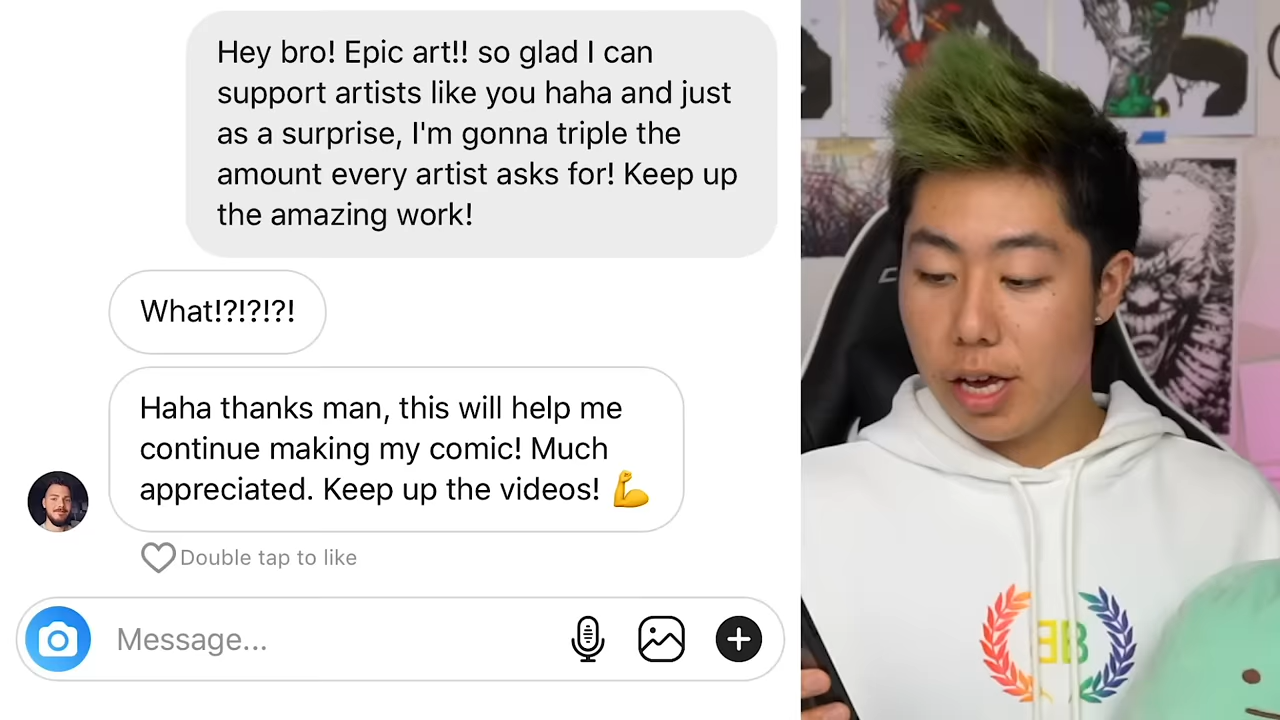 Hey bro! Epic art!! so glad I can
support artists like you haha and just
as a surprise, I'm gonna triple the
amount every artist asks for! Keep up
the amazing work!
What!?!?!?!
Haha thanks man, this will help me
continue making my comic! Much
appreciated. Keep up the videos! 💪
Double tap to like
Message...
ƎB